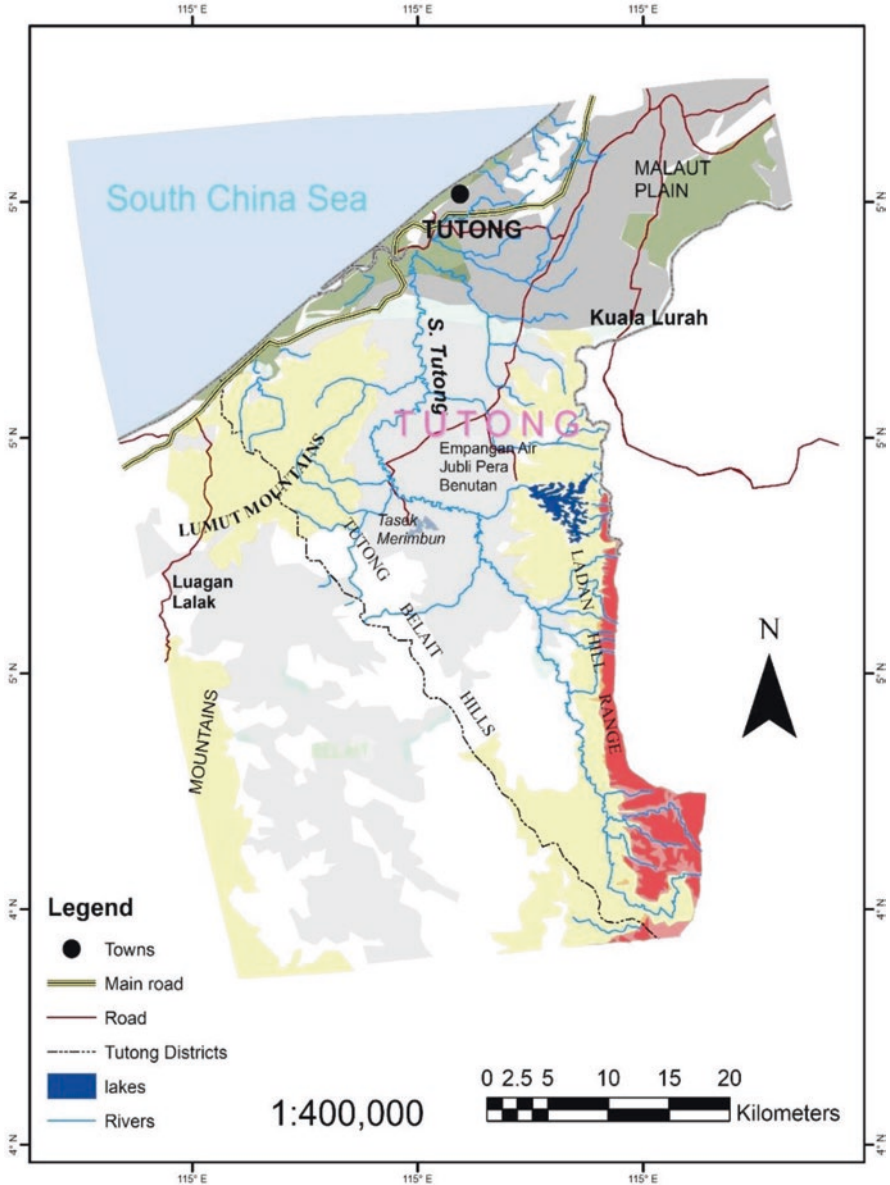 115° E
115° E
115° E
5° N
5° N
South China Sea
MALAUT
PLAIN
TUTONG
S. Tutong
Kuala Lurah
5° N
5° N
TUTONG
Empangan Air
Jubli Pera
Benutan
LUMUT MOUNTAINS
Tasek
Merimbun
Luagan
Lalak
TUTONG
BELAIT
HILLS
LADAN
HILL
RANGE
N
5° N
5° N
MOUNTAINS
BELAIT
4° N
4° N
Legend
Towns
Main road
Road
Tutong Districts
lakes
Rivers
1:400,000
0 2.5 5 10 15 20
Kilometers
4° N
4° N
115° E
115° E
115° E